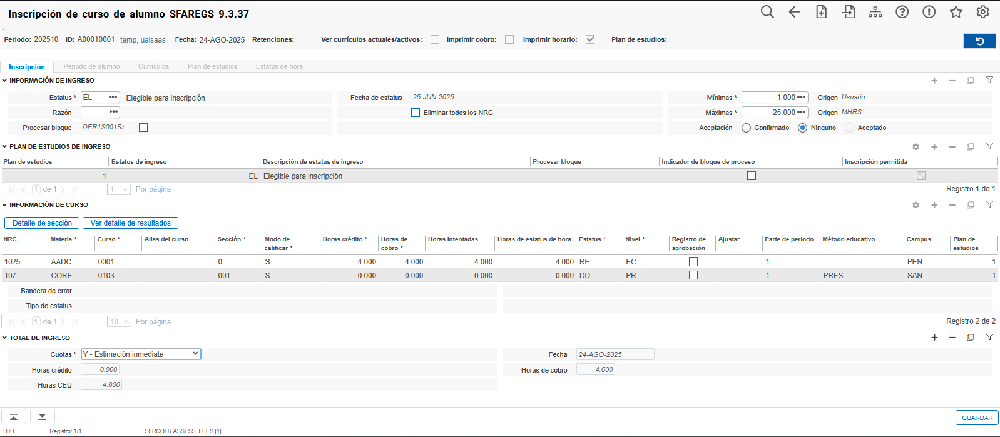 Inscripción de curso de alumno SFAREGS 9.3.37
Periodo: 202510 ID: A00010001 temp, uaisaas Fecha: 24-AGO-2025 Retenciones: Ver currículos actuales/activos: Imprimir cobro: Imprimir horario: Plan de estudios:
Inscripción Periodo de alumno Currículos Plan de estudios Estatus de hora
INFORMACIÓN DE INGRESO
Estatus * EL Elegible para inscripción Fecha de estatus 25-JUN-2025 Mínimas * 1.000 Origen Usuario
Razón Eliminar todos los NRC Máximas * 25.000 Origen MHRS
Procesar bloque DER1S001SA Aceptación Confirmado Ninguno Aceptado
PLAN DE ESTUDIOS DE INGRESO
Plan de estudios Estatus de ingreso Descripción de estatus de ingreso Procesar bloque Indicador de bloque de proceso Inscripción permitida
1 EL Elegible para inscripción
1 de 1 1 Por página Registro 1 de 1
INFORMACIÓN DE CURSO
Detalle de sección Ver detalle de resultados
NRC Materia * Curso * Alias del curso Sección * Modo de calificar * Horas crédito * Horas de cobro * Horas intentadas Horas de estatus de hora Estatus * Nivel * Registro de aprobación Ajustar Parte de periodo Método educativo Campus Plan de estudios
1025 AADC 0001 0 S 4.000 4.000 4.000 4.000 RE EC 1 PEN 1
107 CORE 0103 001 S 0.000 0.000 0.000 0.000 DD PR 1 PRES SAN 1
Bandera de error
Tipo de estatus
1 de 1 10 Por página Registro 2 de 2
TOTAL DE INGRESO
Cuotas * Y - Estimación inmediata Fecha 24-AGO-2025
Horas crédito 0.000 Horas de cobro 4.000
Horas CEU 4.000
GUARDAR
EDIT Registro: 1/1 SFRCOLR.ASSESS_FEES [1]